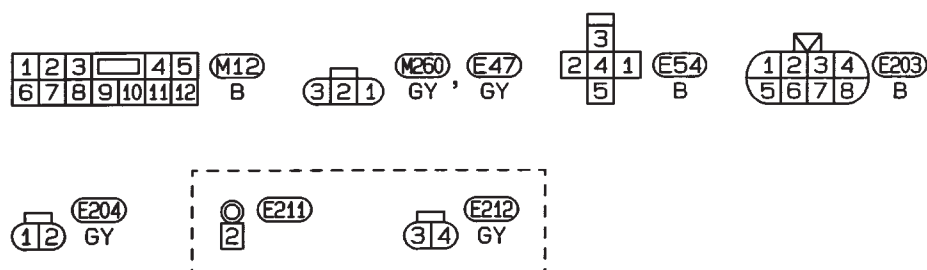 1 2 3 4 5 M12
6 7 8 9 10 11 12 B
3 2 1 M260 , E47
GY GY
3
2 4 1 E54
5 B
1 2 3 4 E203
5 6 7 8 B
1 2 E204
GY
2 E211
3 4 E212
GY